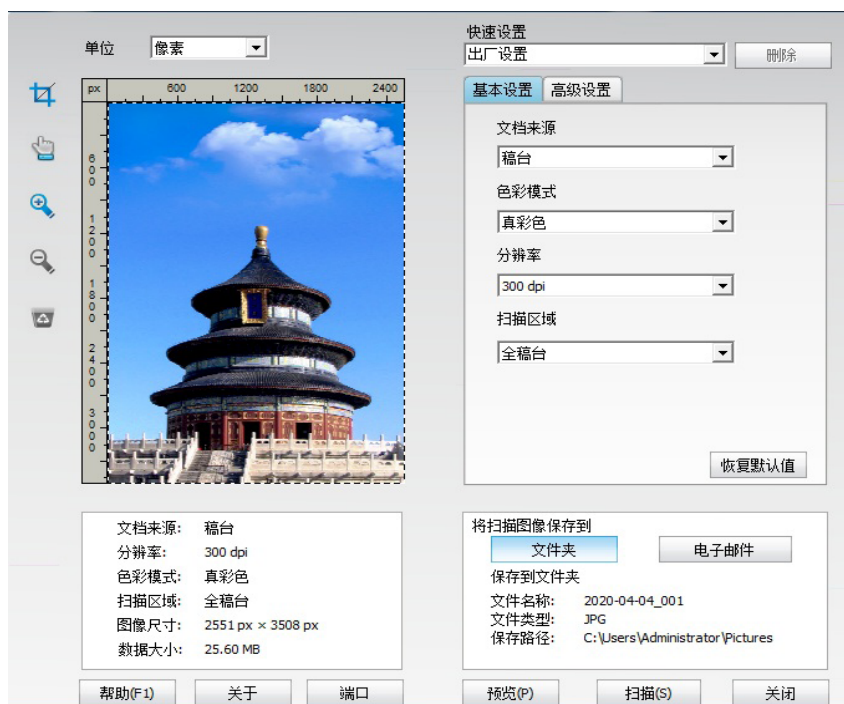 单位 像素
px 600 1200 1800 2400
600
1200
1800
2400
3000
快速设置
出厂设置 删除
基本设置 高级设置
文档来源
稿台
色彩模式
真彩色
分辨率
300 dpi
扫描区域
全稿台
恢复默认值
文档来源: 稿台
分辨率: 300 dpi
色彩模式: 真彩色
扫描区域: 全稿台
图像尺寸: 2551 px × 3508 px
数据大小: 25.60 MB
将扫描图像保存到
文件夹 电子邮件
保存到文件夹
文件名称: 2020-04-04_001
文件类型: JPG
保存路径: C:\Users\Administrator\Pictures
帮助(F1) 关于 端口 预览(P) 扫描(S) 关闭